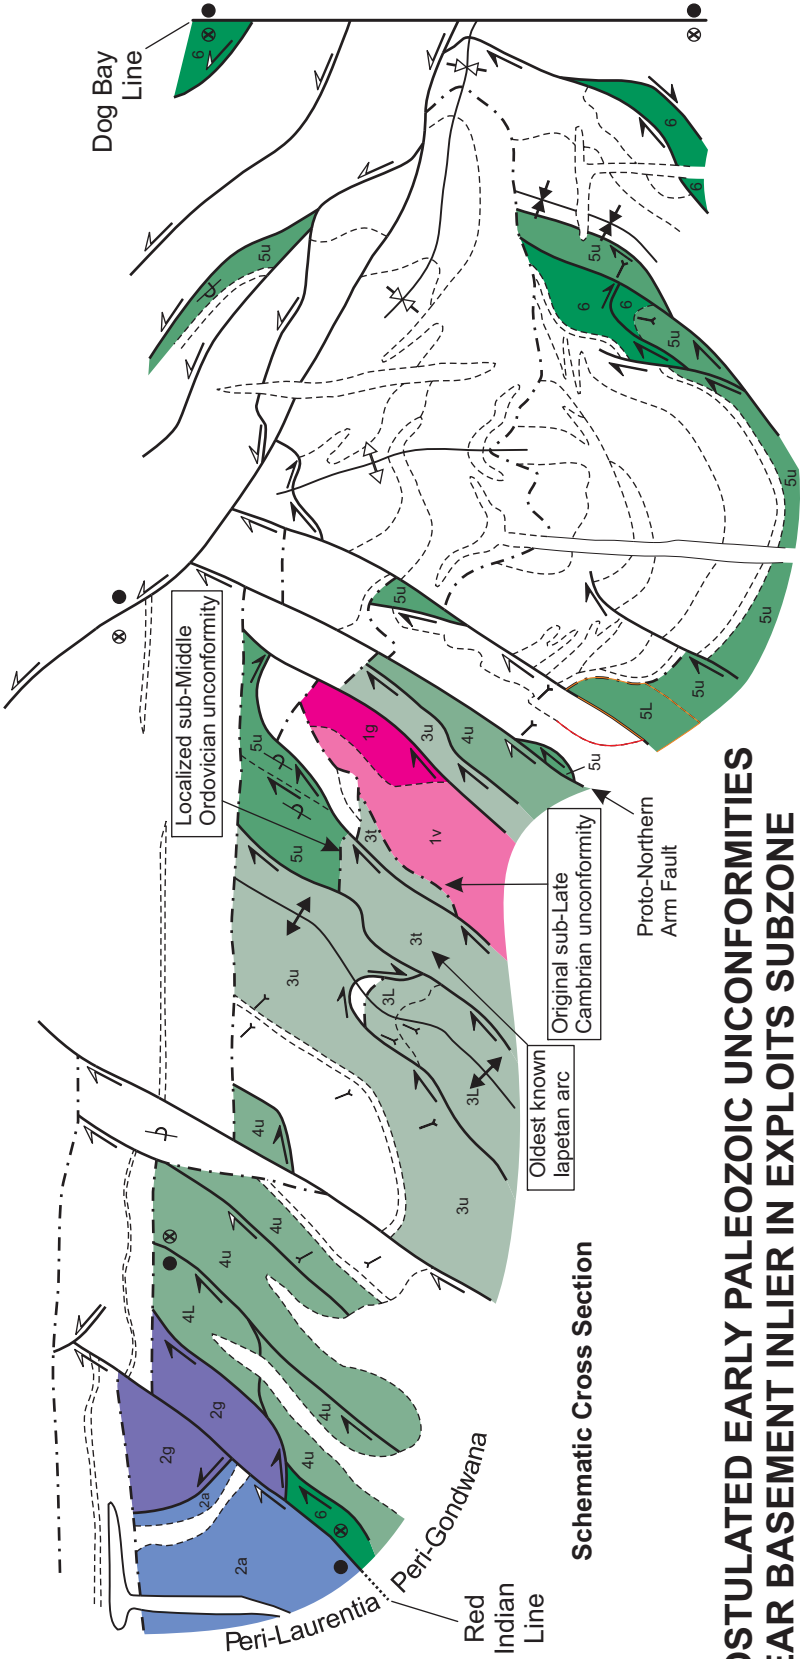 Peri-Laurentia
Peri-Gondwana
Red
Indian
Line
2a
2a
2g
2g
6
4L
4u
4u
4u
4u
4u
3u
3u
3L
3L
3t
3t
1v
1g
3u
4u
5u
5u
5u
5u
5L
5u
5u
5u
5u
5u
6
6
5u
6
6
6
Oldest known
Iapetan arc
Original sub-Late
Cambrian unconformity
Localized sub-Middle
Ordovician unconformity
Proto-Northern
Arm Fault
Dog Bay
Line
Schematic Cross Section
OSTULATED EARLY PALEOZOIC UNCONFORMITIES
EAR BASEMENT INLIER IN EXPLOITS SUBZONE